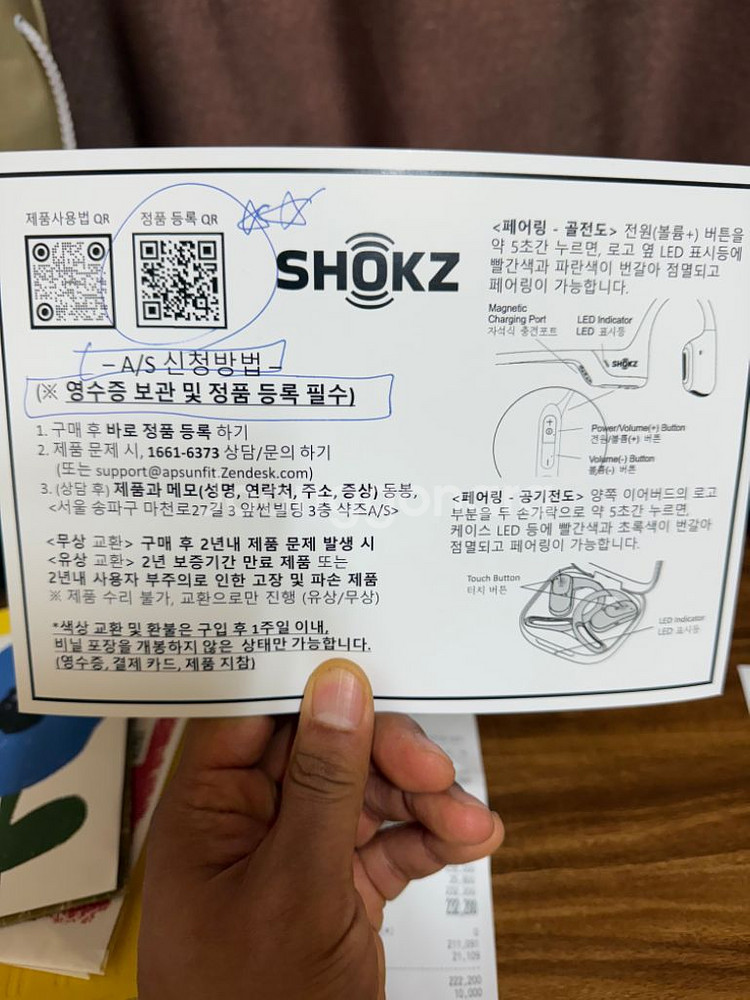 제품사용법 QR
정품 등록 QR
SHOKZ
– A/S 신청방법 –
(※ 영수증 보관 및 정품 등록 필수)
1. 구매 후 바로 정품 등록 하기
2. 제품 문제 시, 1661-6373 상담/문의 하기
(또는 support@apsunfit.Zendesk.com)
3. (상담 후) 제품과 메모(성명, 연락처, 주소, 증상) 동봉,
<서울 송파구 마천로27길 3 앞썬빌딩 3층 샥즈A/S>
<무상 교환> 구매 후 2년내 제품 문제 발생 시
<유상 교환> 2년 보증기간 만료 제품 또는
2년내 사용자 부주의로 인한 고장 및 파손 제품
※ 제품 수리 불가, 교환으로만 진행 (유상/무상)
*색상 교환 및 환불은 구입 후 1주일 이내,
비닐 포장을 개봉하지 않은 상태만 가능합니다.
(영수증, 결제 카드, 제품 지참)
<페어링 - 골전도> 전원(볼륨+) 버튼을
약 5초간 누르면, 로고 옆 LED 표시등에
빨간색과 파란색이 번갈아 점멸되고
페어링이 가능합니다.
Magnetic
Charging Port
자석식 충전포트
LED Indicator
LED 표시등
SHOKZ
Power/Volume(+) Button
전원/볼륨(+) 버튼
Volume(-) Button
볼륨(-) 버튼
<페어링 - 공기전도> 양쪽 이어버드의 로고
부분을 두 손가락으로 약 5초간 누르면,
케이스 LED 등에 빨간색과 초록색이 번갈아
점멸되고 페어링이 가능합니다.
Touch Button
터치 버튼
LED Indicator
LED 표시등
232,200
211,091
21,109
222,200
10,000